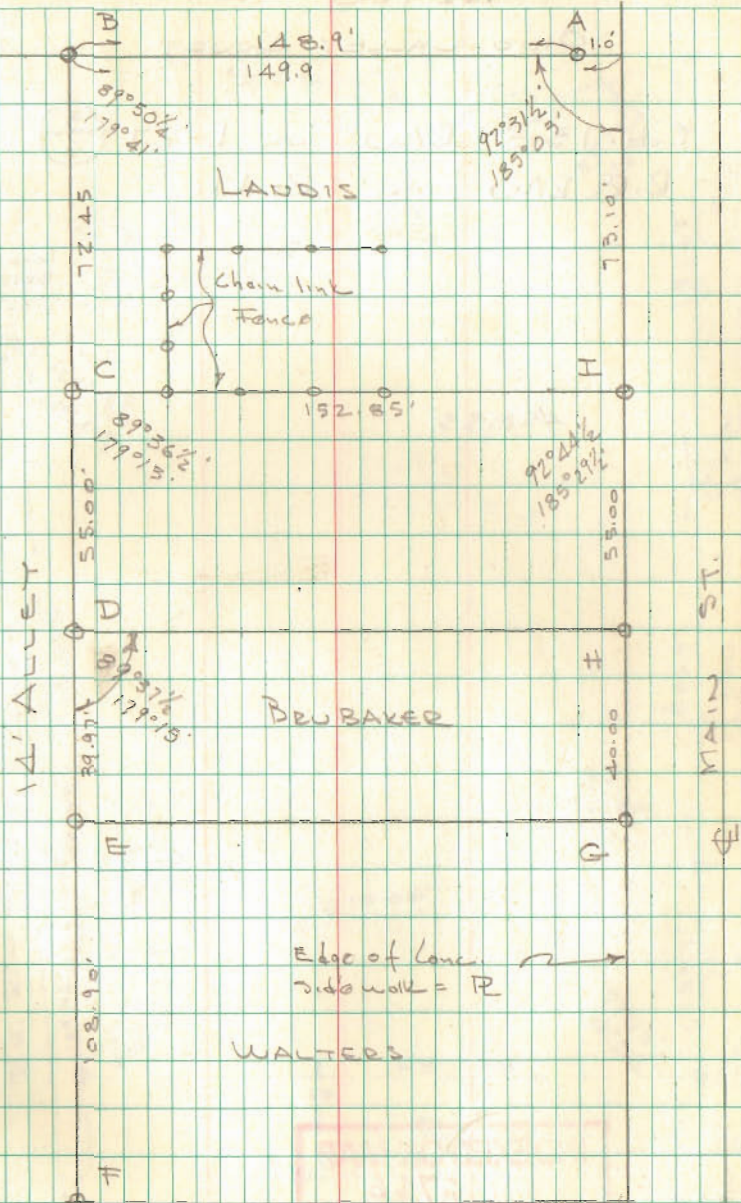 B
148.9'
A
1.0'
149.9
89°50¼'
179°41'
92°31½'
185°03'
LANDIS
72.45
73.10'
Chain link
Fence
C
I
152.85'
89°36½'
179°13'
92°44½
185°29½'
55.00'
55.00
14' ALLEY
D
H
89°37½
179°15'
BRUBAKER
39.97'
40.00
MAIN ST.
E
G
℄
Edge of Conc.
Sidewalk = PL
108.90'
WALTERS
F